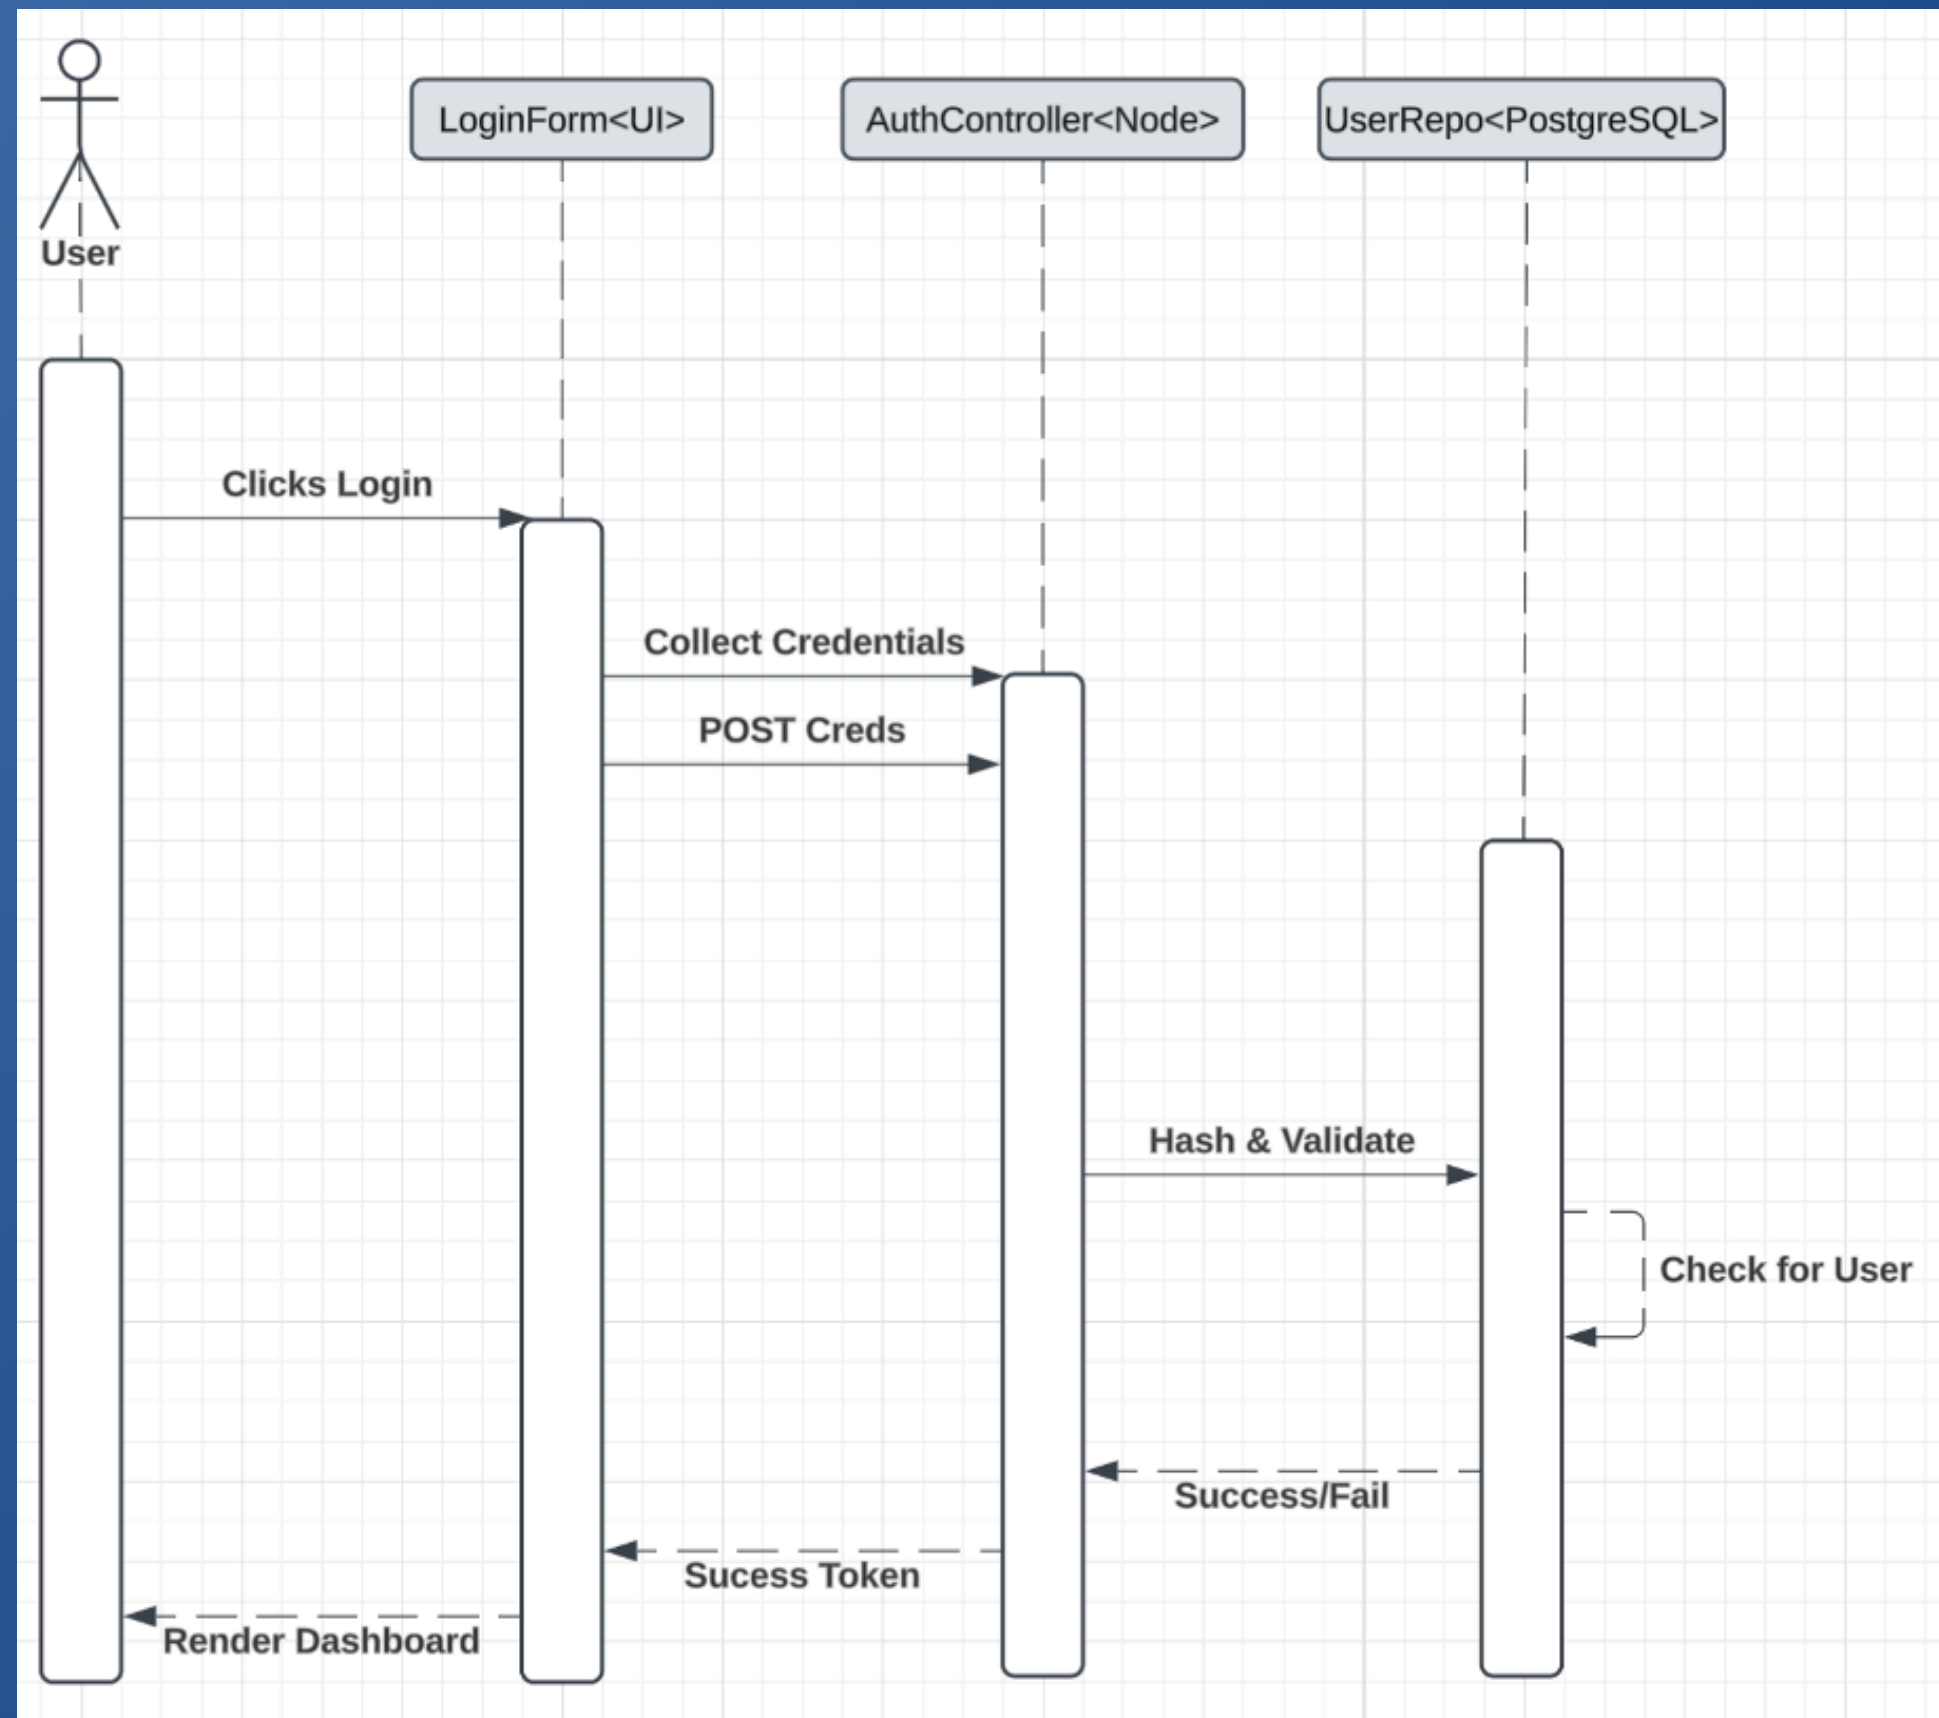 LoginForm<UI>
AuthController<Node>
UserRepo<PostgreSQL>
User
Clicks Login
Collect Credentials
POST Creds
Hash & Validate
Check for User
Success/Fail
Sucess Token
Render Dashboard